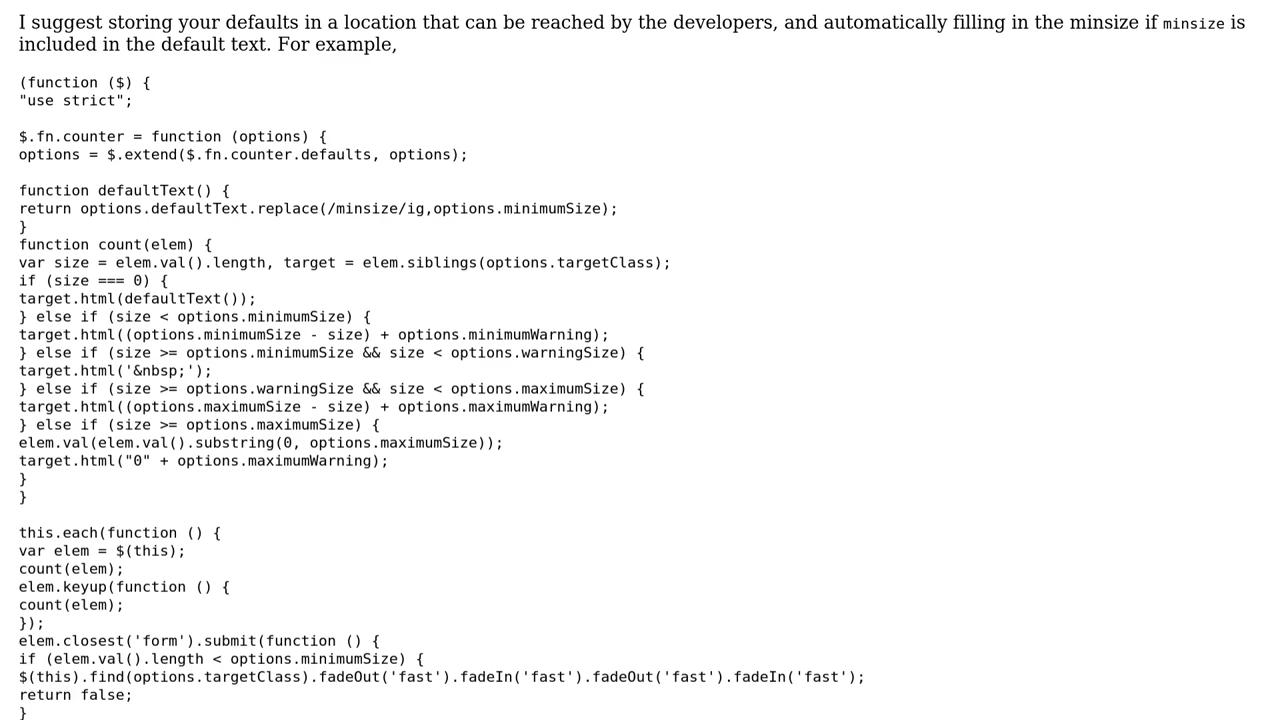 I suggest storing your defaults in a location that can be reached by the developers, and automatically filling in the minsize if minsize is
included in the default text. For example,
(function ($) {
"use strict";
$.fn.counter = function (options) {
options = $.extend($.fn.counter.defaults, options);
function defaultText() {
return options.defaultText.replace(/minsize/ig,options.minimumSize);
}
function count(elem) {
var size = elem.val().length, target = elem.siblings(options.targetClass);
if (size === 0) {
target.html(defaultText());
} else if (size < options.minimumSize) {
target.html((options.minimumSize - size) + options.minimumWarning);
} else if (size >= options.minimumSize && size < options.warningSize) {
target.html('&nbsp;');
} else if (size >= options.warningSize && size < options.maximumSize) {
target.html((options.maximumSize - size) + options.maximumWarning);
} else if (size >= options.maximumSize) {
elem.val(elem.val().substring(0, options.maximumSize));
target.html("0" + options.maximumWarning);
}
}
this.each(function () {
var elem = $(this);
count(elem);
elem.keyup(function () {
count(elem);
});
elem.closest('form').submit(function () {
if (elem.val().length < options.minimumSize) {
$(this).find(options.targetClass).fadeOut('fast').fadeIn('fast').fadeOut('fast').fadeIn('fast');
return false;
}